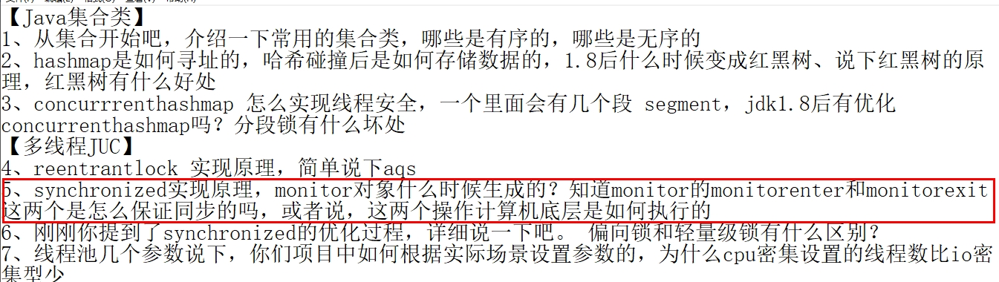 【Java集合类】
1、从集合开始吧，介绍一下常用的集合类，哪些是有序的，哪些是无序的
2、hashmap是如何寻址的，哈希碰撞后是如何存储数据的，1.8后什么时候变成红黑树、说下红黑树的原
理，红黑树有什么好处
3、concurrrenthashmap 怎么实现线程安全，一个里面会有几个段 segment，jdk1.8后有优化
concurrenthashmap吗？分段锁有什么坏处
【多线程JUC】
4、reentrantlock 实现原理，简单说下aqs
5、synchronized实现原理，monitor对象什么时候生成的？知道monitor的monitorenter和monitorexit
这两个是怎么保证同步的吗，或者说，这两个操作计算机底层是如何执行的
6、刚刚你提到了synchronized的优化过程，详细说一下吧。 偏向锁和轻量级锁有什么区别？
7、线程池几个参数说下，你们项目中如何根据实际场景设置参数的，为什么cpu密集设置的线程数比io密
集型少